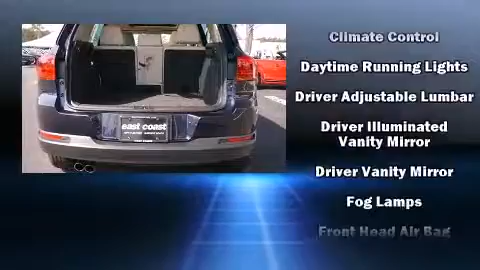 Climate Control
Daytime Running Lights
Driver Adjustable Lumbar
Driver Illuminated
Vanity Mirror
Driver Vanity Mirror
Fog Lamps
Front Head Air Bag
east coast